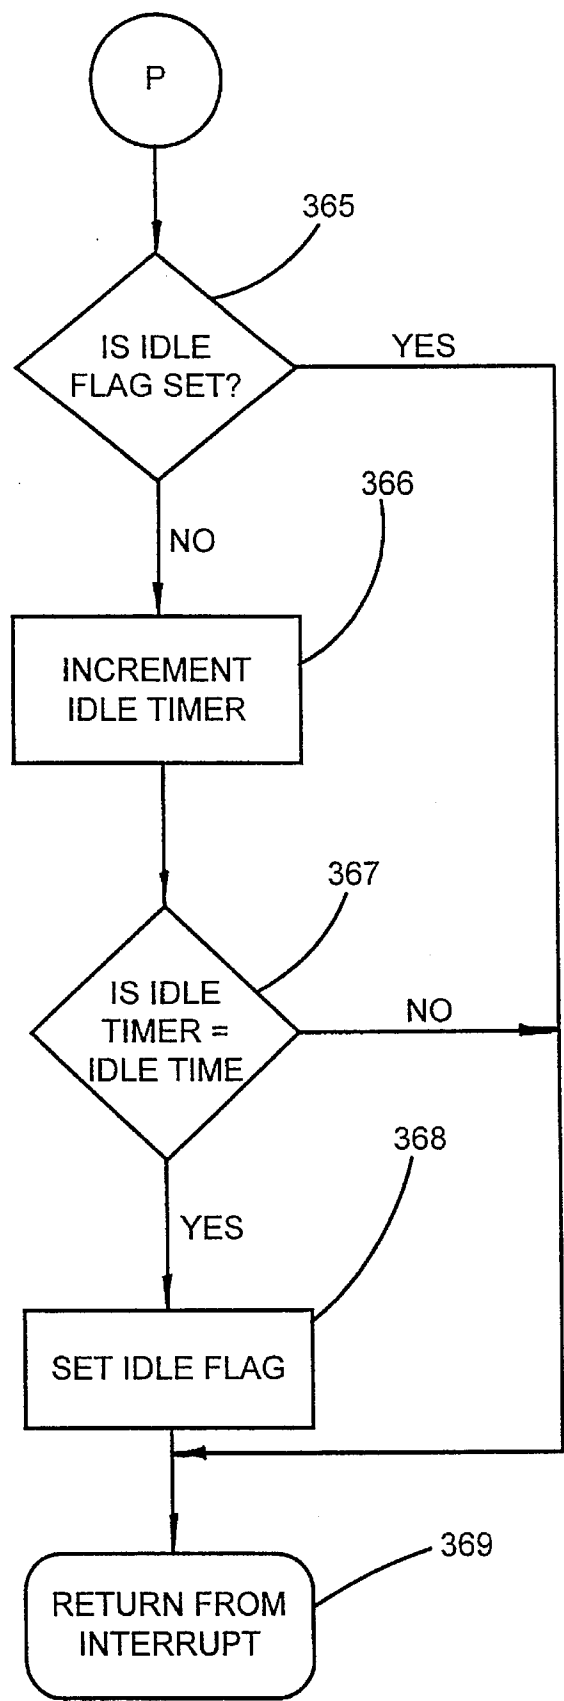 P
365
IS IDLE
FLAG SET?
YES
366
NO
INCREMENT
IDLE TIMER
367
IS IDLE
TIMER =
IDLE TIME
NO
368
YES
SET IDLE FLAG
369
RETURN FROM
INTERRUPT